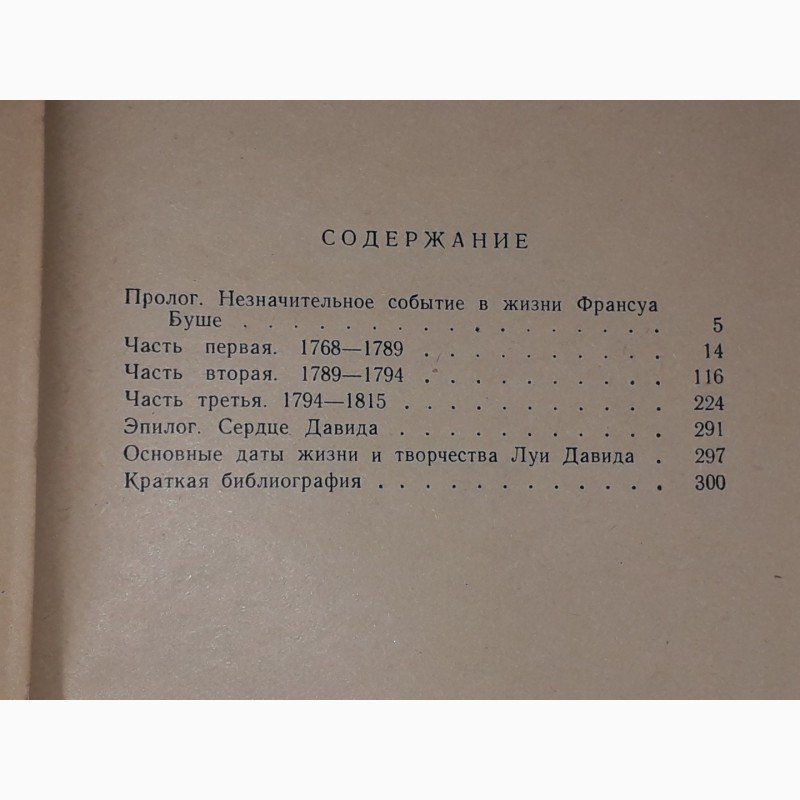 СОДЕРЖАНИЕ
Пролог. Незначительное событие в жизни Франсуа
Буше . . . . . . . . . . . . . . . . . 5
Часть первая. 1768—1789 . . . . . . . . . . 14
Часть вторая. 1789—1794 . . . . . . . . . . 116
Часть третья. 1794—1815 . . . . . . . . . . . 224
Эпилог. Сердце Давида . . . . . . . . . . . 291
Основные даты жизни и творчества Луи Давида . 297
Краткая библиография . . . . . . . . . . . . 300